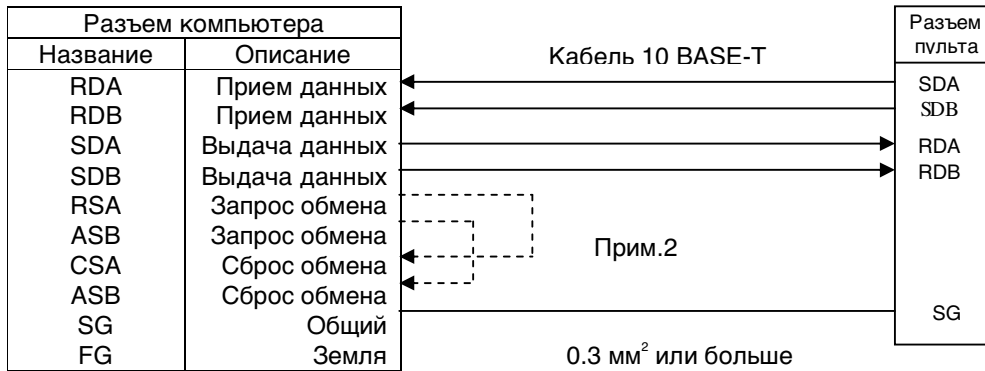 Разъем компьютера
Название Описание
Кабель 10 BASE-T
Разъем
пульта
RDA Прием данных SDA
RDB Прием данных SDB
SDA Выдача данных RDA
SDB Выдача данных RDB
RSA Запрос обмена
ASB Запрос обмена
Прим.2
CSA Сброс обмена
ASB Сброс обмена
SG Общий SG
FG Земля
0.3 мм² или больше